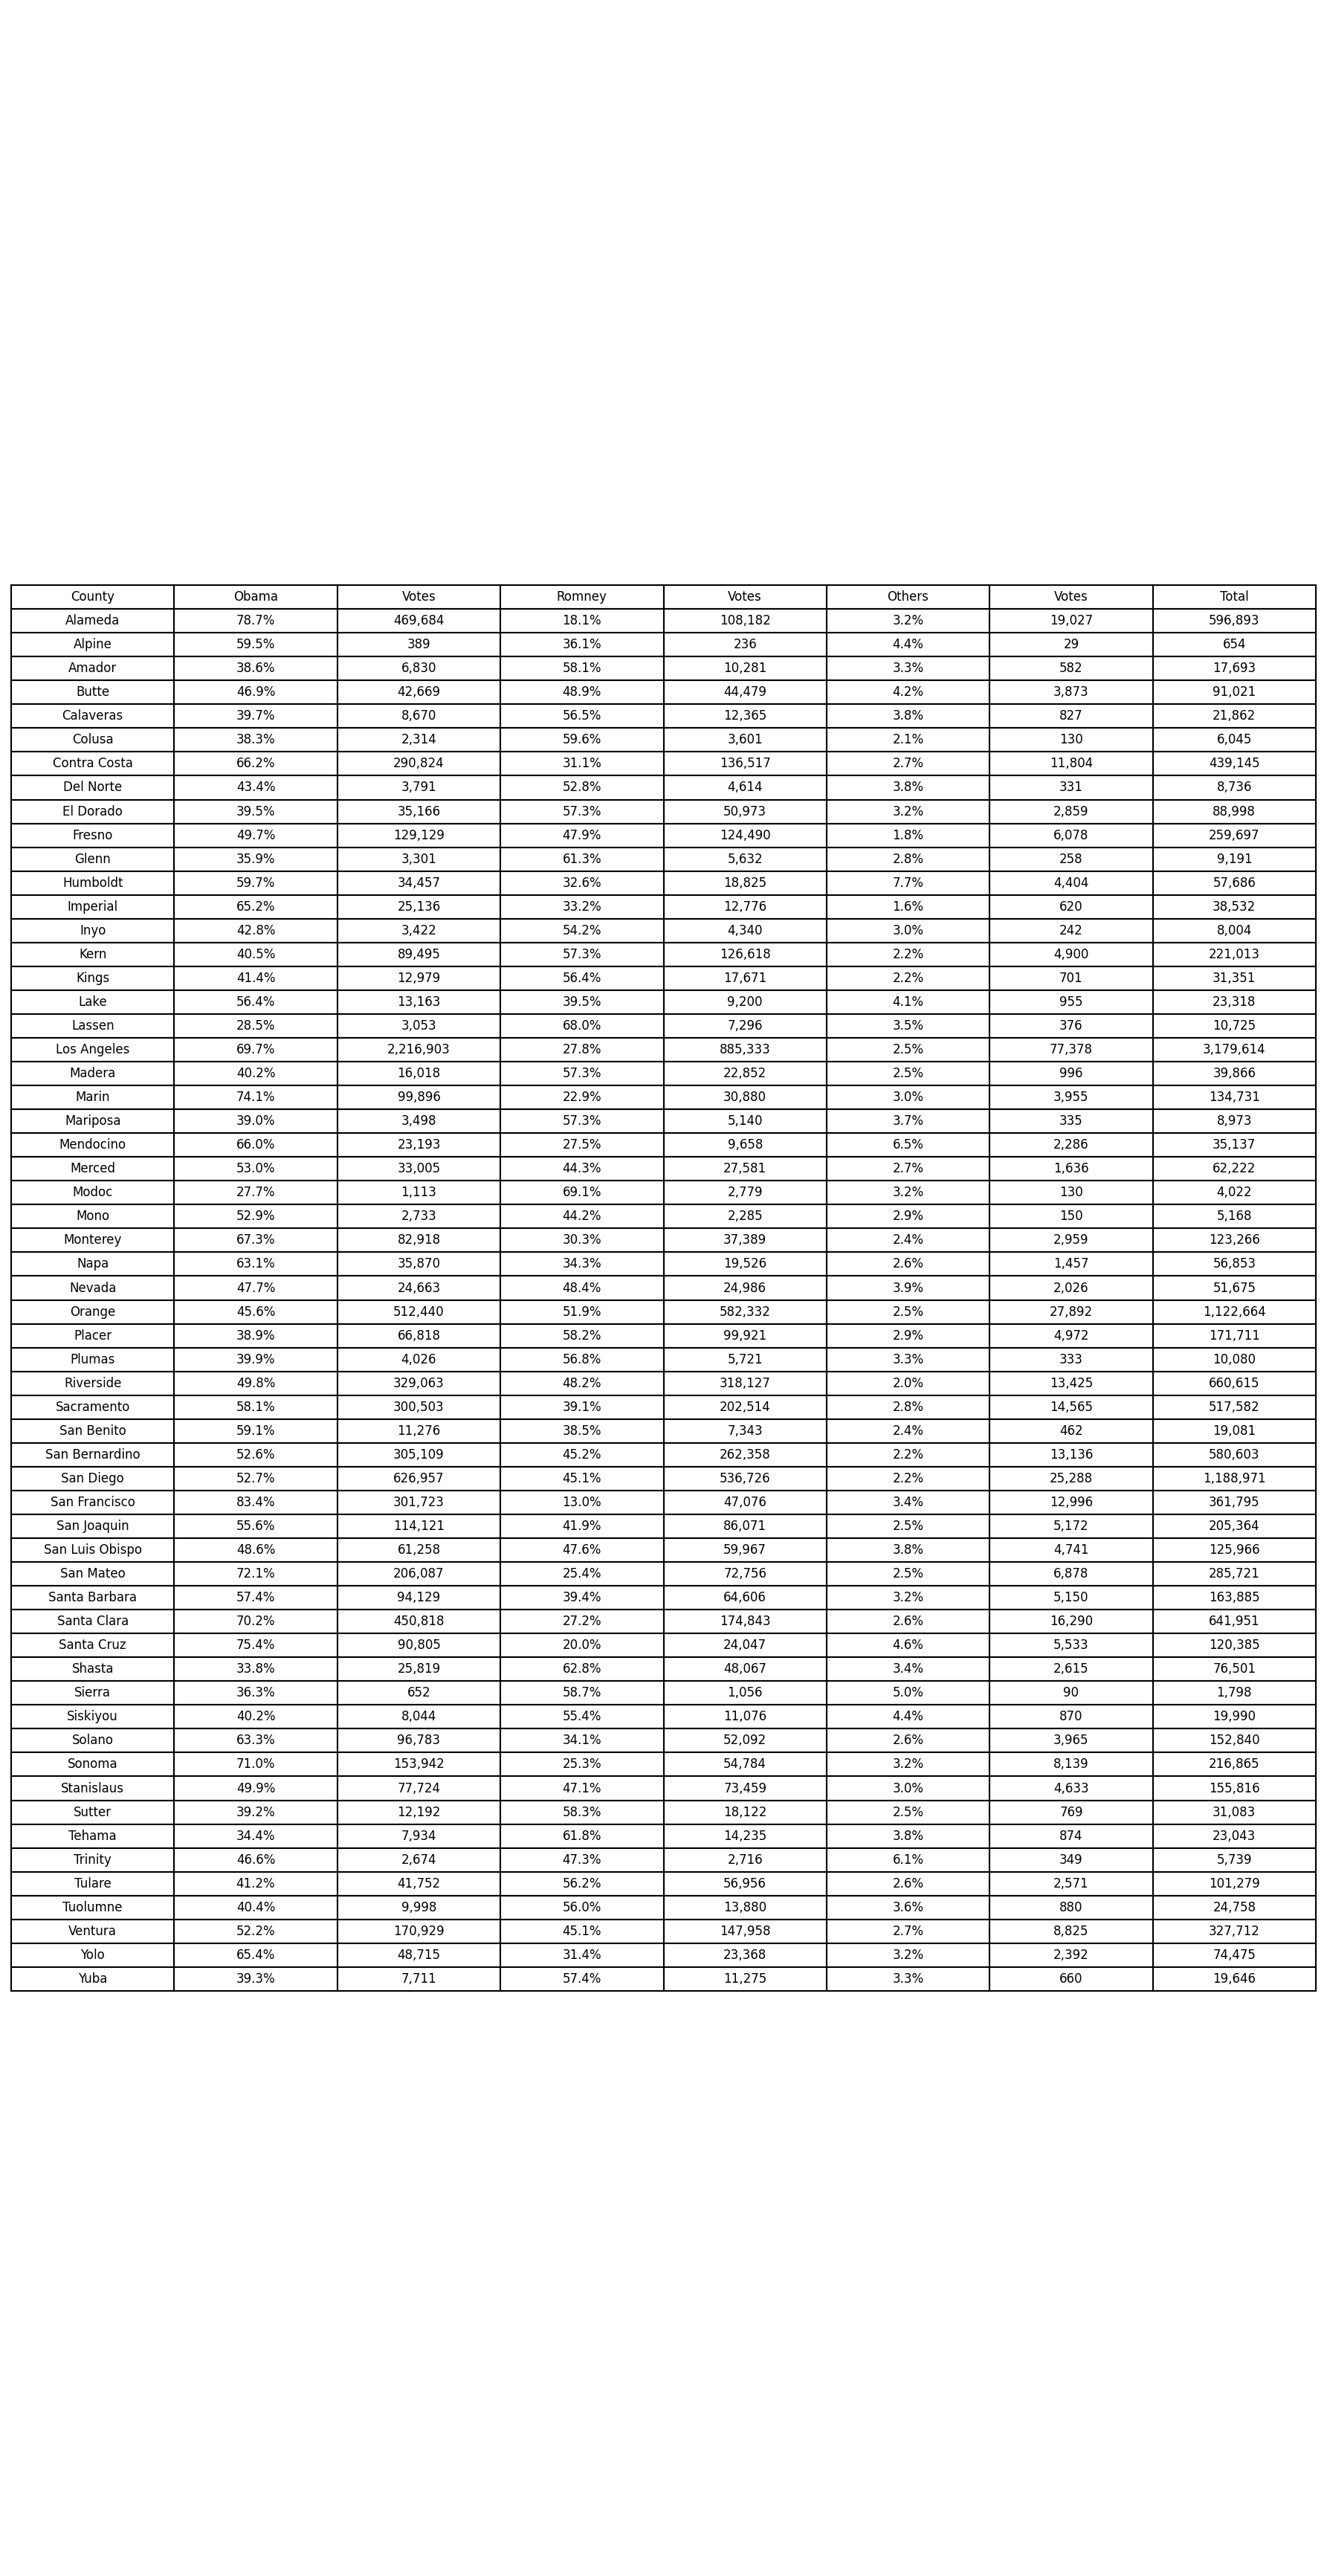 County Obama Votes Romney Votes Others Votes Total
Alameda 78.7% 469,684 18.1% 108,182 3.2% 19,027 596,893
Alpine 59.5% 389 36.1% 236 4.4% 29 654
Amador 38.6% 6,830 58.1% 10,281 3.3% 582 17,693
Butte 46.9% 42,669 48.9% 44,479 4.2% 3,873 91,021
Calaveras 39.7% 8,670 56.5% 12,365 3.8% 827 21,862
Colusa 38.3% 2,314 59.6% 3,601 2.1% 130 6,045
Contra Costa 66.2% 290,824 31.1% 136,517 2.7% 11,804 439,145
Del Norte 43.4% 3,791 52.8% 4,614 3.8% 331 8,736
El Dorado 39.5% 35,166 57.3% 50,973 3.2% 2,859 88,998
Fresno 49.7% 129,129 47.9% 124,490 1.8% 6,078 259,697
Glenn 35.9% 3,301 61.3% 5,632 2.8% 258 9,191
Humboldt 59.7% 34,457 32.6% 18,825 7.7% 4,404 57,686
Imperial 65.2% 25,136 33.2% 12,776 1.6% 620 38,532
Inyo 42.8% 3,422 54.2% 4,340 3.0% 242 8,004
Kern 40.5% 89,495 57.3% 126,618 2.2% 4,900 221,013
Kings 41.4% 12,979 56.4% 17,671 2.2% 701 31,351
Lake 56.4% 13,163 39.5% 9,200 4.1% 955 23,318
Lassen 28.5% 3,053 68.0% 7,296 3.5% 376 10,725
Los Angeles 69.7% 2,216,903 27.8% 885,333 2.5% 77,378 3,179,614
Madera 40.2% 16,018 57.3% 22,852 2.5% 996 39,866
Marin 74.1% 99,896 22.9% 30,880 3.0% 3,955 134,731
Mariposa 39.0% 3,498 57.3% 5,140 3.7% 335 8,973
Mendocino 66.0% 23,193 27.5% 9,658 6.5% 2,286 35,137
Merced 53.0% 33,005 44.3% 27,581 2.7% 1,636 62,222
Modoc 27.7% 1,113 69.1% 2,779 3.2% 130 4,022
Mono 52.9% 2,733 44.2% 2,285 2.9% 150 5,168
Monterey 67.3% 82,918 30.3% 37,389 2.4% 2,959 123,266
Napa 63.1% 35,870 34.3% 19,526 2.6% 1,457 56,853
Nevada 47.7% 24,663 48.4% 24,986 3.9% 2,026 51,675
Orange 45.6% 512,440 51.9% 582,332 2.5% 27,892 1,122,664
Placer 38.9% 66,818 58.2% 99,921 2.9% 4,972 171,711
Plumas 39.9% 4,026 56.8% 5,721 3.3% 333 10,080
Riverside 49.8% 329,063 48.2% 318,127 2.0% 13,425 660,615
Sacramento 58.1% 300,503 39.1% 202,514 2.8% 14,565 517,582
San Benito 59.1% 11,276 38.5% 7,343 2.4% 462 19,081
San Bernardino 52.6% 305,109 45.2% 262,358 2.2% 13,136 580,603
San Diego 52.7% 626,957 45.1% 536,726 2.2% 25,288 1,188,971
San Francisco 83.4% 301,723 13.0% 47,076 3.4% 12,996 361,795
San Joaquin 55.6% 114,121 41.9% 86,071 2.5% 5,172 205,364
San Luis Obispo 48.6% 61,258 47.6% 59,967 3.8% 4,741 125,966
San Mateo 72.1% 206,087 25.4% 72,756 2.5% 6,878 285,721
Santa Barbara 57.4% 94,129 39.4% 64,606 3.2% 5,150 163,885
Santa Clara 70.2% 450,818 27.2% 174,843 2.6% 16,290 641,951
Santa Cruz 75.4% 90,805 20.0% 24,047 4.6% 5,533 120,385
Shasta 33.8% 25,819 62.8% 48,067 3.4% 2,615 76,501
Sierra 36.3% 652 58.7% 1,056 5.0% 90 1,798
Siskiyou 40.2% 8,044 55.4% 11,076 4.4% 870 19,990
Solano 63.3% 96,783 34.1% 52,092 2.6% 3,965 152,840
Sonoma 71.0% 153,942 25.3% 54,784 3.2% 8,139 216,865
Stanislaus 49.9% 77,724 47.1% 73,459 3.0% 4,633 155,816
Sutter 39.2% 12,192 58.3% 18,122 2.5% 769 31,083
Tehama 34.4% 7,934 61.8% 14,235 3.8% 874 23,043
Trinity 46.6% 2,674 47.3% 2,716 6.1% 349 5,739
Tulare 41.2% 41,752 56.2% 56,956 2.6% 2,571 101,279
Tuolumne 40.4% 9,998 56.0% 13,880 3.6% 880 24,758
Ventura 52.2% 170,929 45.1% 147,958 2.7% 8,825 327,712
Yolo 65.4% 48,715 31.4% 23,368 3.2% 2,392 74,475
Yuba 39.3% 7,711 57.4% 11,275 3.3% 660 19,646